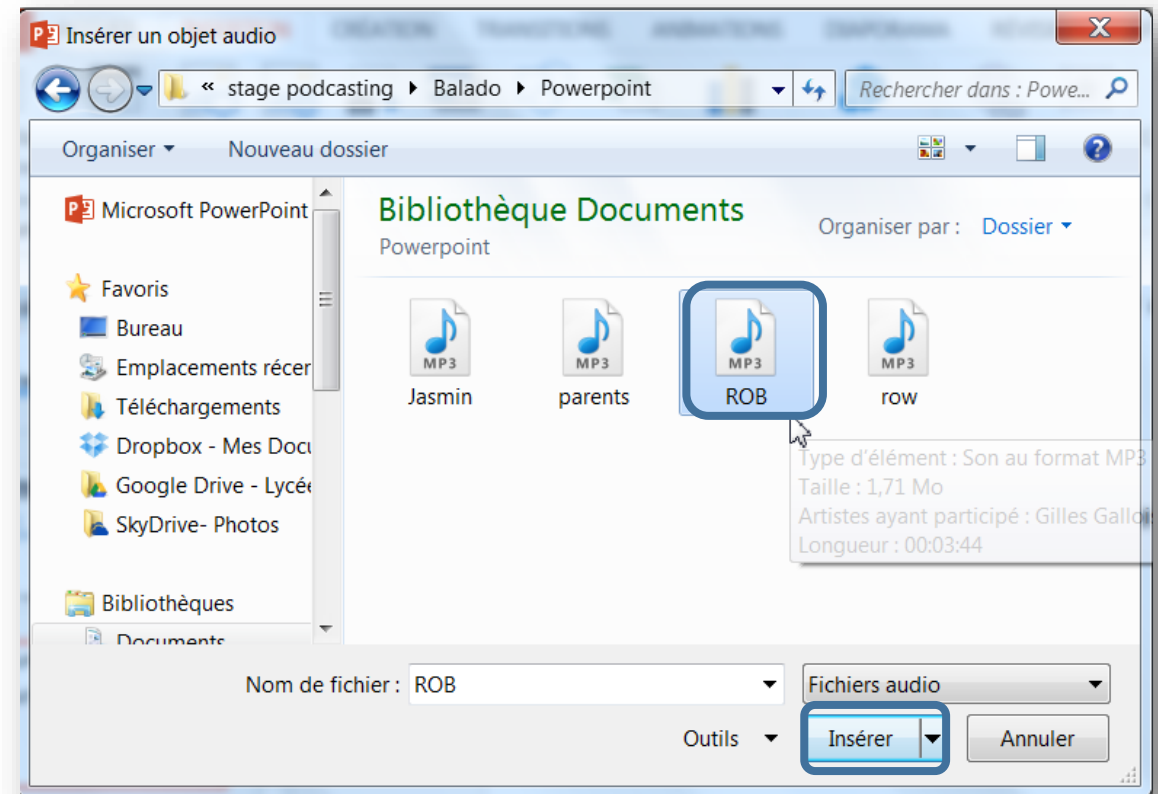 Insérer un objet audio
« stage podcasting Balado Powerpoint
Rechercher dans : Powe...
Organiser
Nouveau dossier
Microsoft PowerPoint
Favoris
Bureau
Emplacements récer
Téléchargements
Dropbox - Mes Docu
Google Drive - Lycée
SkyDrive- Photos
Bibliothèques
Documents
Bibliothèque Documents
Powerpoint
Organiser par : Dossier
MP3 MP3 MP3 MP3
Jasmin parents ROB row
Type d'élément : Son au format MP3
Taille : 1,71 Mo
Artistes ayant participé : Gilles Gallois
Longueur : 00:03:44
Nom de fichier : ROB
Fichiers audio
Outils
Insérer
Annuler